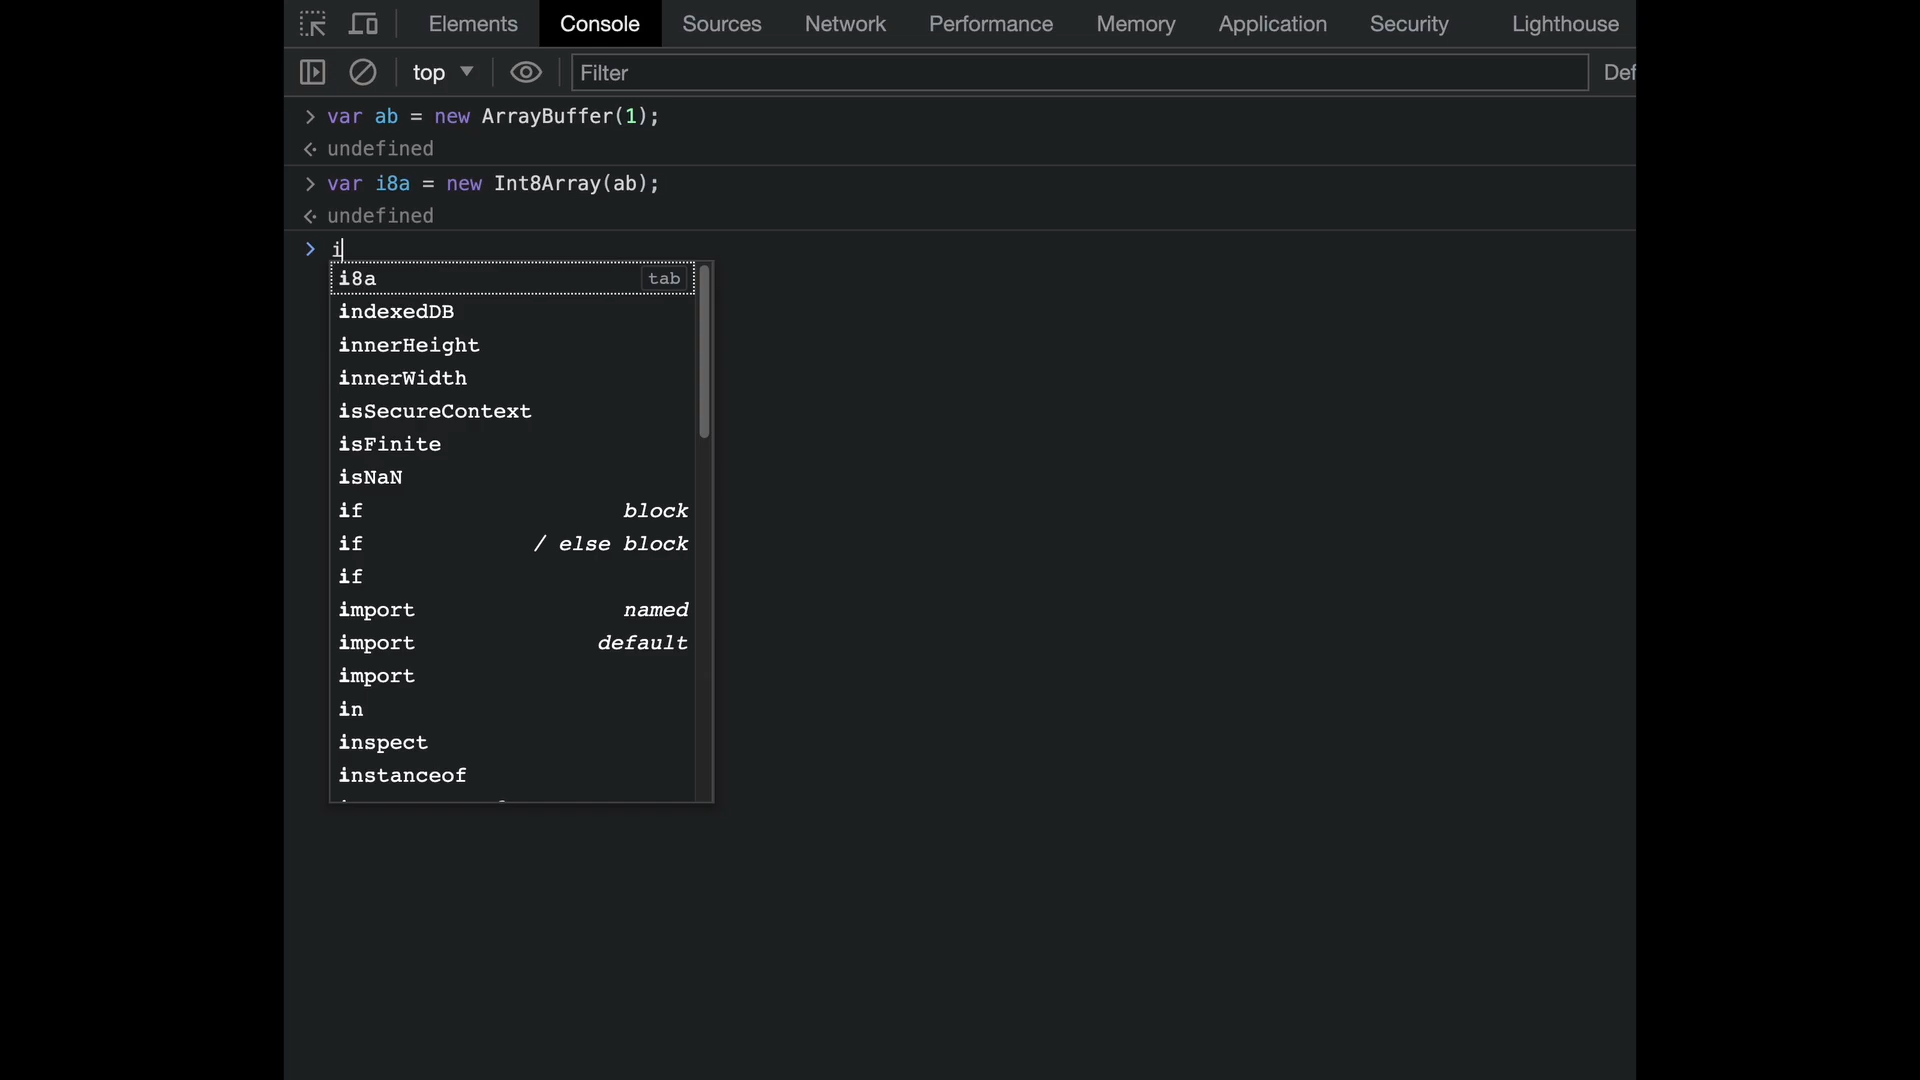 Elements Console Sources Network Performance Memory Application Security Lighthouse
top Filter Def
> var ab = new ArrayBuffer(1);
undefined
> var i8a = new Int8Array(ab);
undefined
> i
i8a tab
indexedDB
innerHeight
innerWidth
isSecureContext
isFinite
isNaN
if block
if / else block
if
import named
import default
import
in
inspect
instanceof